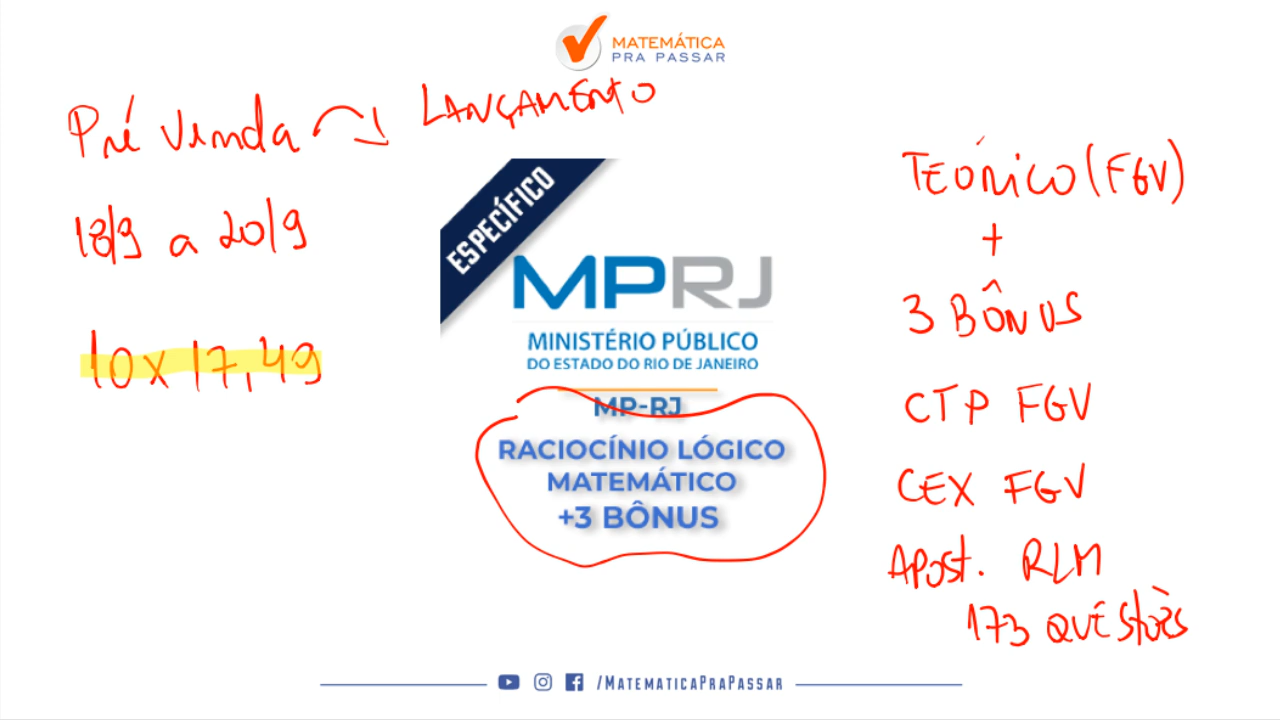 MATEMÁTICA
PRA PASSAR
Pré Venda
LANÇAMENTO
18/9 a 20/9
10x 17,49
ESPECÍFICO
MPRJ
MINISTÉRIO PÚBLICO
DO ESTADO DO RIO DE JANEIRO
MP-RJ
RACIOCÍNIO LÓGICO
MATEMÁTICO
+3 BÔNUS
TEÓRICO (FGV)
+
3 BÔNUS
CTP FGV
CEX FGV
APost. RLM
173 QUESTÕES
/MATEMATICAPRAPASSAR